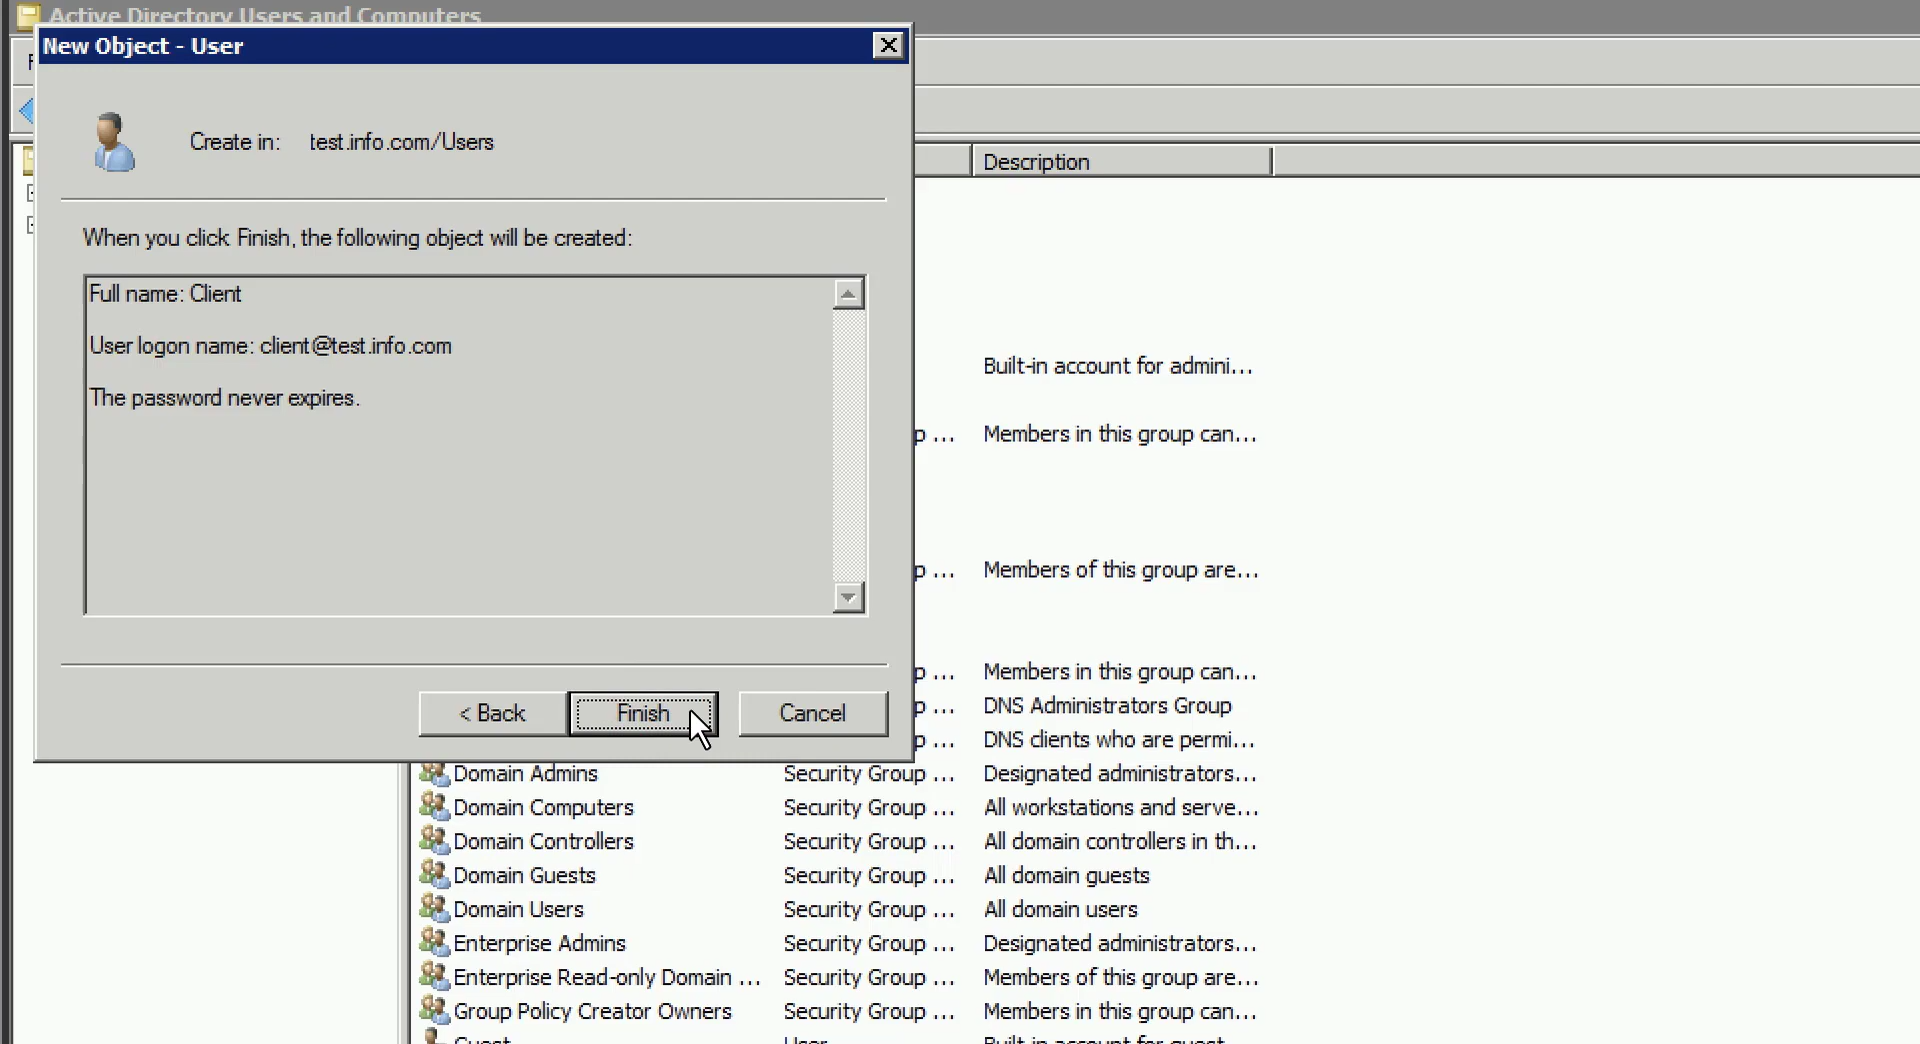 Active Directory Users and Computers
New Object - User
Create in: test.info.com/Users
When you click Finish, the following object will be created:
Full name: Client
User logon name: client@test.info.com
The password never expires.
< Back
Finish
Cancel
Description
Built-in account for admini...
p ... Members in this group can...
p ... Members of this group are...
p ... Members in this group can...
p ... DNS Administrators Group
p ... DNS clients who are permi...
Domain Admins Security Group ... Designated administrators...
Domain Computers Security Group ... All workstations and serve...
Domain Controllers Security Group ... All domain controllers in th...
Domain Guests Security Group ... All domain guests
Domain Users Security Group ... All domain users
Enterprise Admins Security Group ... Designated administrators...
Enterprise Read-only Domain ... Security Group ... Members of this group are...
Group Policy Creator Owners Security Group ... Members in this group can...
Guest User Built-in account for guest